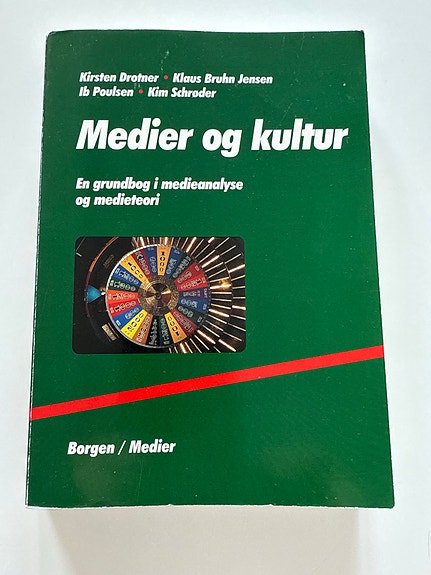 Kirsten Drotner • Klaus Bruhn Jensen
Ib Poulsen • Kim Schrøder
Medier og kultur
En grundbog i medieanalyse
og medieteori
Borgen / Medier